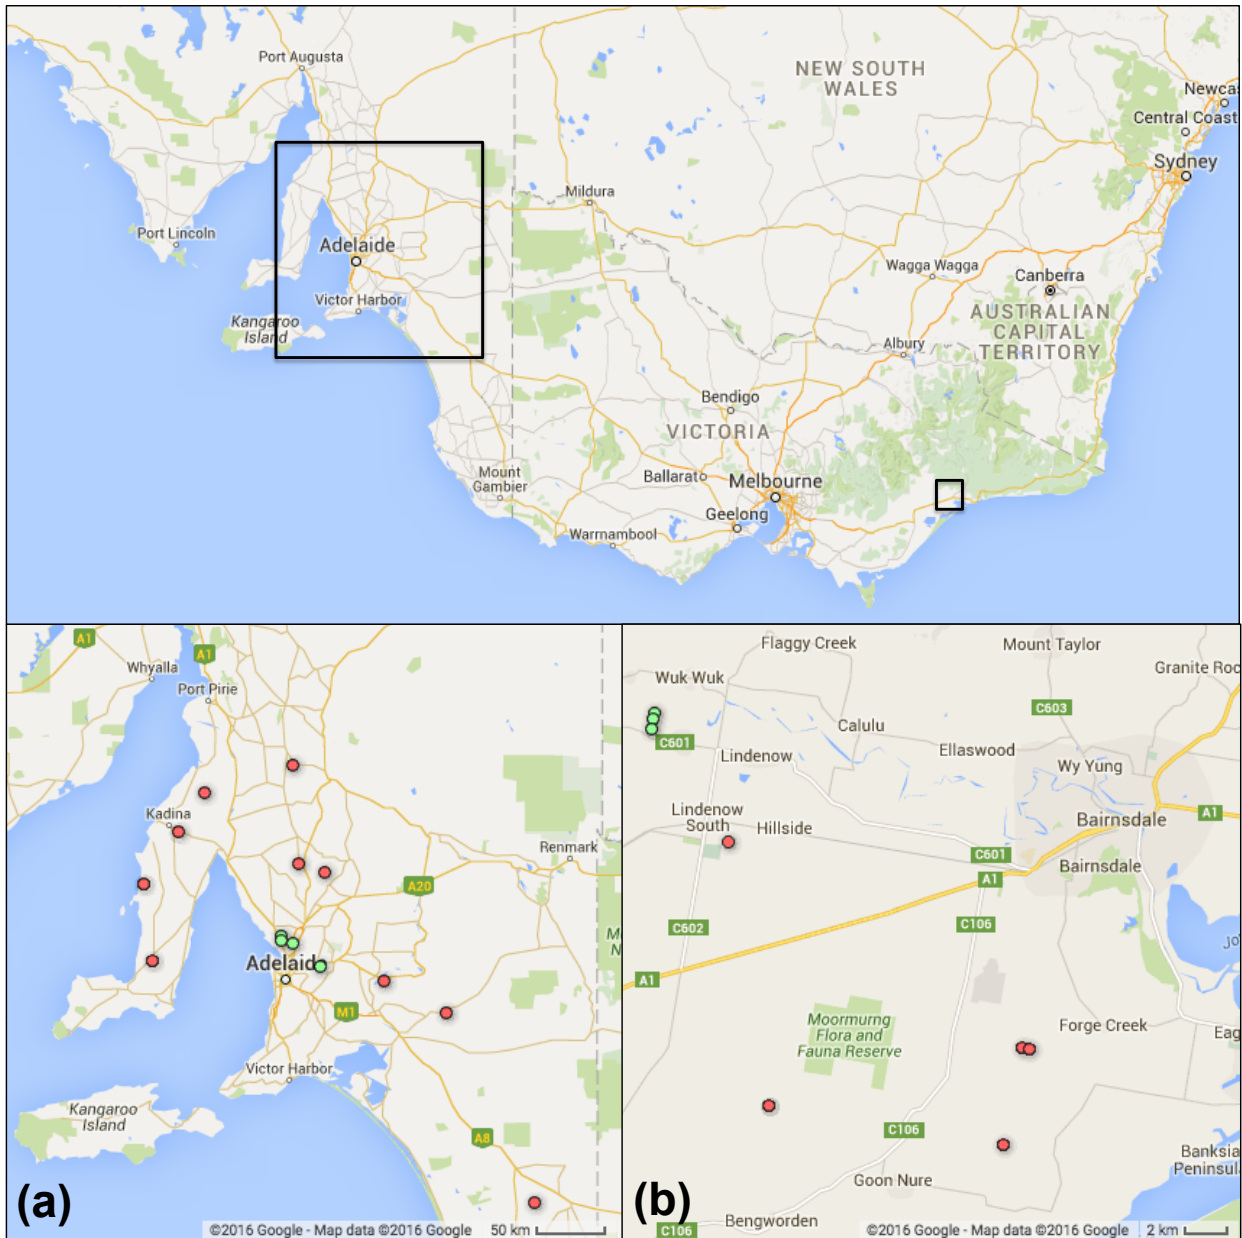 Port Augusta
NEW SOUTH
WALES
Newcas
Central Coast
Sydney
Mildura
Port Lincoln
Adelaide
Wagga Wagga
Canberra
Victor Harbor
AUSTRALIAN
CAPITAL
TERRITORY
Kangaroo
Island
Albury
Bendigo
VICTORIA
Mount
Gambier
Ballarat
Melbourne
Geelong
Warrnambool
A1
Whyalla
A1
Port Pirie
Kadina
Renmark
A20
M
N
Adelaide
M1
Victor Harbor
Kangaroo
Island
A8
(a)
©2016 Google - Map data ©2016 Google
50 km
Flaggy Creek
Mount Taylor
Granite Roc
Wuk Wuk
C603
Calulu
C601
Ellaswood
Lindenow
Wy Yung
Lindenow
South
Hillside
Bairnsdale
A1
C601
Bairnsdale
A1
C106
C602
Jo
A1
Moormurng
Flora and
Fauna Reserve
Forge Creek
Eag
C106
Banksia
Peninsul
Goon Nure
(b)
Bengworden
C106
©2016 Google - Map data ©2016 Google
2 km